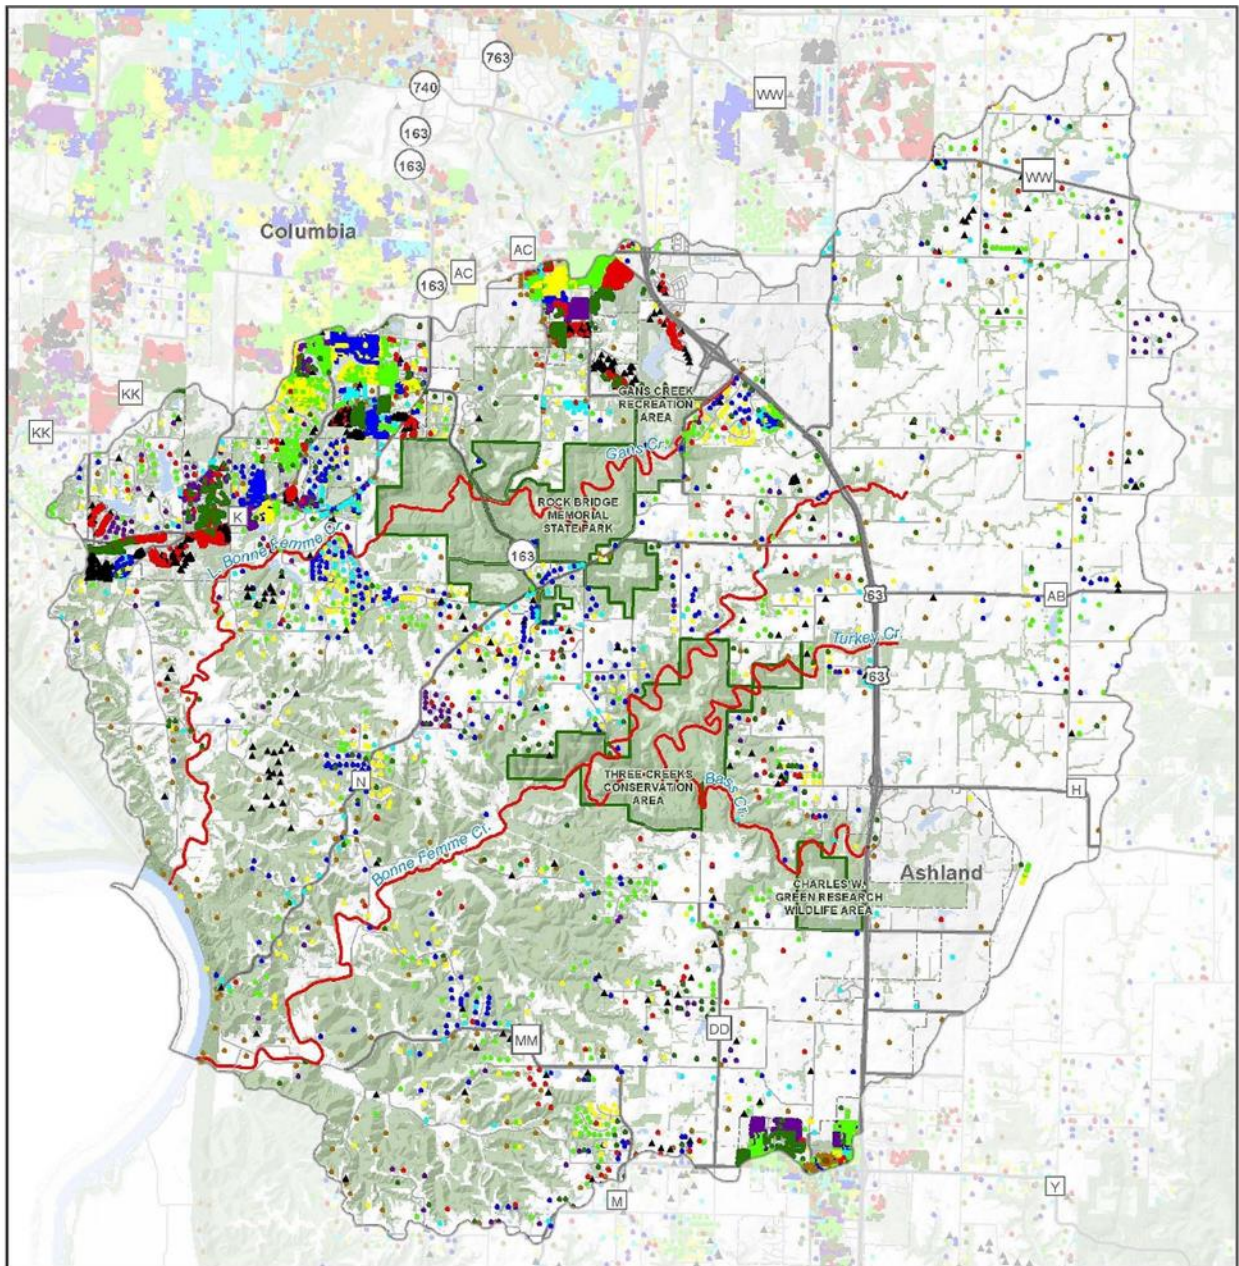 763
740
WW
163
163
WW
Columbia
AC
AC
163
KK
KK
GANS CREEK
RECREATION
AREA
Gans Cr.
K
ROCK BRIDGE
MEMORIAL
STATE PARK
L. Bonne Femme Cr.
163
63
AB
Turkey Cr.
63
THREE CREEKS
CONSERVATION
AREA
Bass Cr.
N
H
Bonne Femme Cr.
Ashland
CHARLES W.
GREEN RESEARCH
WILDLIFE AREA
MM
DD
M
Y